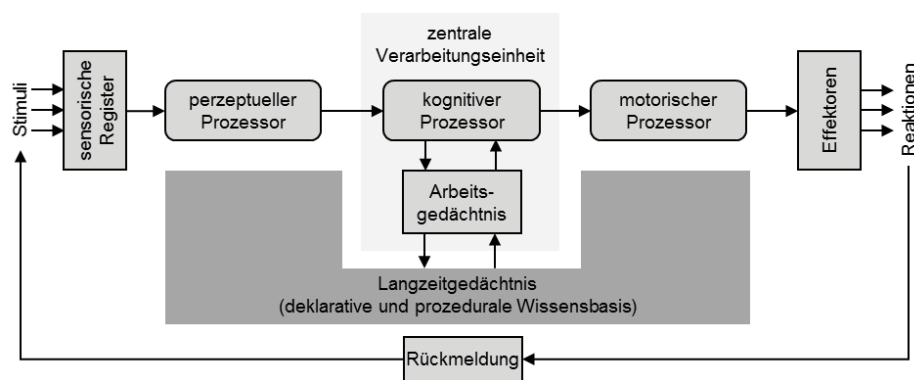 zentrale
Verarbeitungseinheit
Stimuli
sensorische
Register
perzeptueller
Prozessor
kognitiver
Prozessor
motorischer
Prozessor
Effektoren
Reaktionen
Arbeits-
gedächtnis
Langzeitgedächtnis
(deklarative und prozedurale Wissensbasis)
Rückmeldung